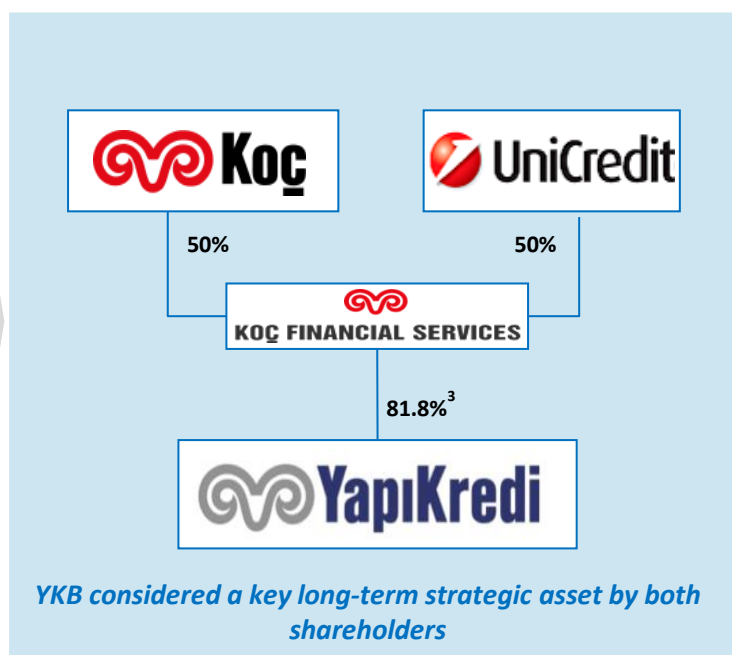 Koç
UniCredit
50%
50%
KOÇ FINANCIAL SERVICES
81.8%³
YapıKredi
YKB considered a key long-term strategic asset by both
shareholders